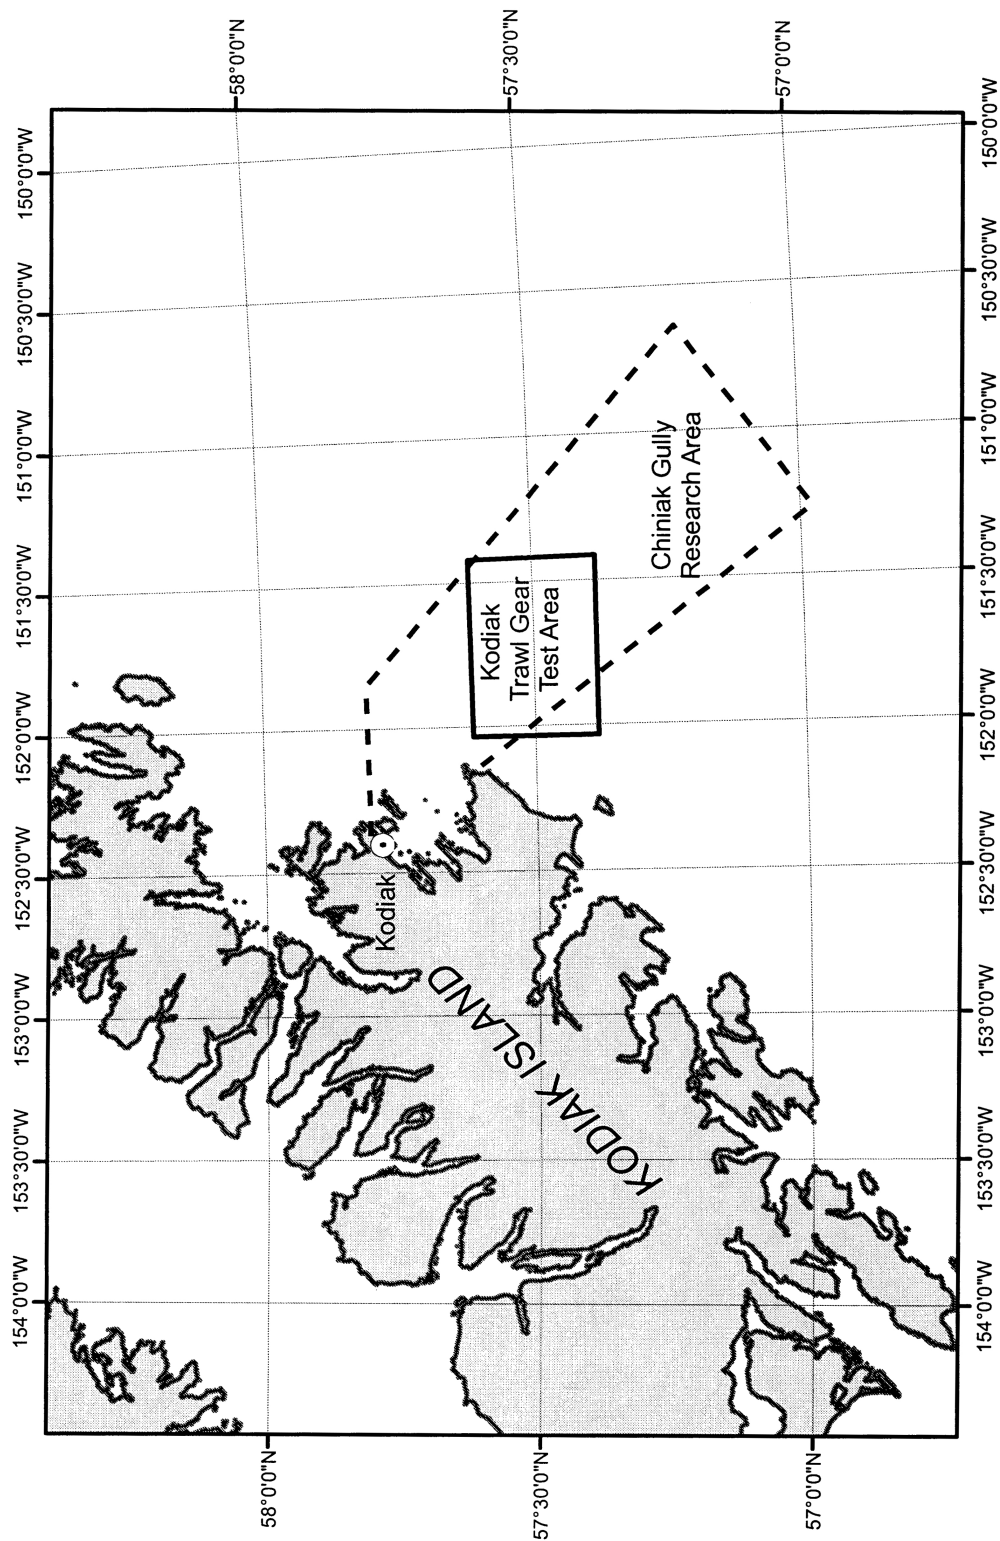 154°0'0"W
153°30'0"W
153°0'0"W
152°30'0"W
152°0'0"W
151°30'0"W
151°0'0"W
150°30'0"W
150°0'0"W
58°0'0"N
58°0'0"N
57°30'0"N
57°30'0"N
57°0'0"N
57°0'0"N
Kodiak
KODIAK ISLAND
Kodiak
Trawl Gear
Test Area
Chiniak Gully
Research Area
154°0'0"W
153°30'0"W
153°0'0"W
152°30'0"W
152°0'0"W
151°30'0"W
151°0'0"W
150°30'0"W
150°0'0"W